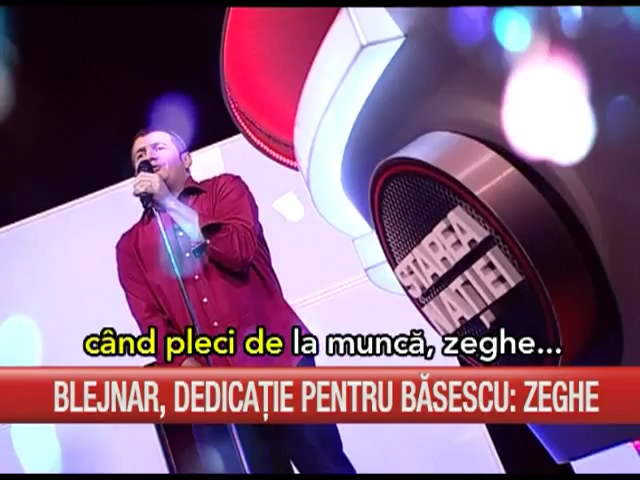 STAREA
NAȚIEI
când pleci de la muncă, zeghe...
BLEJNAR, DEDICAȚIE PENTRU BĂSESCU: ZEGHE